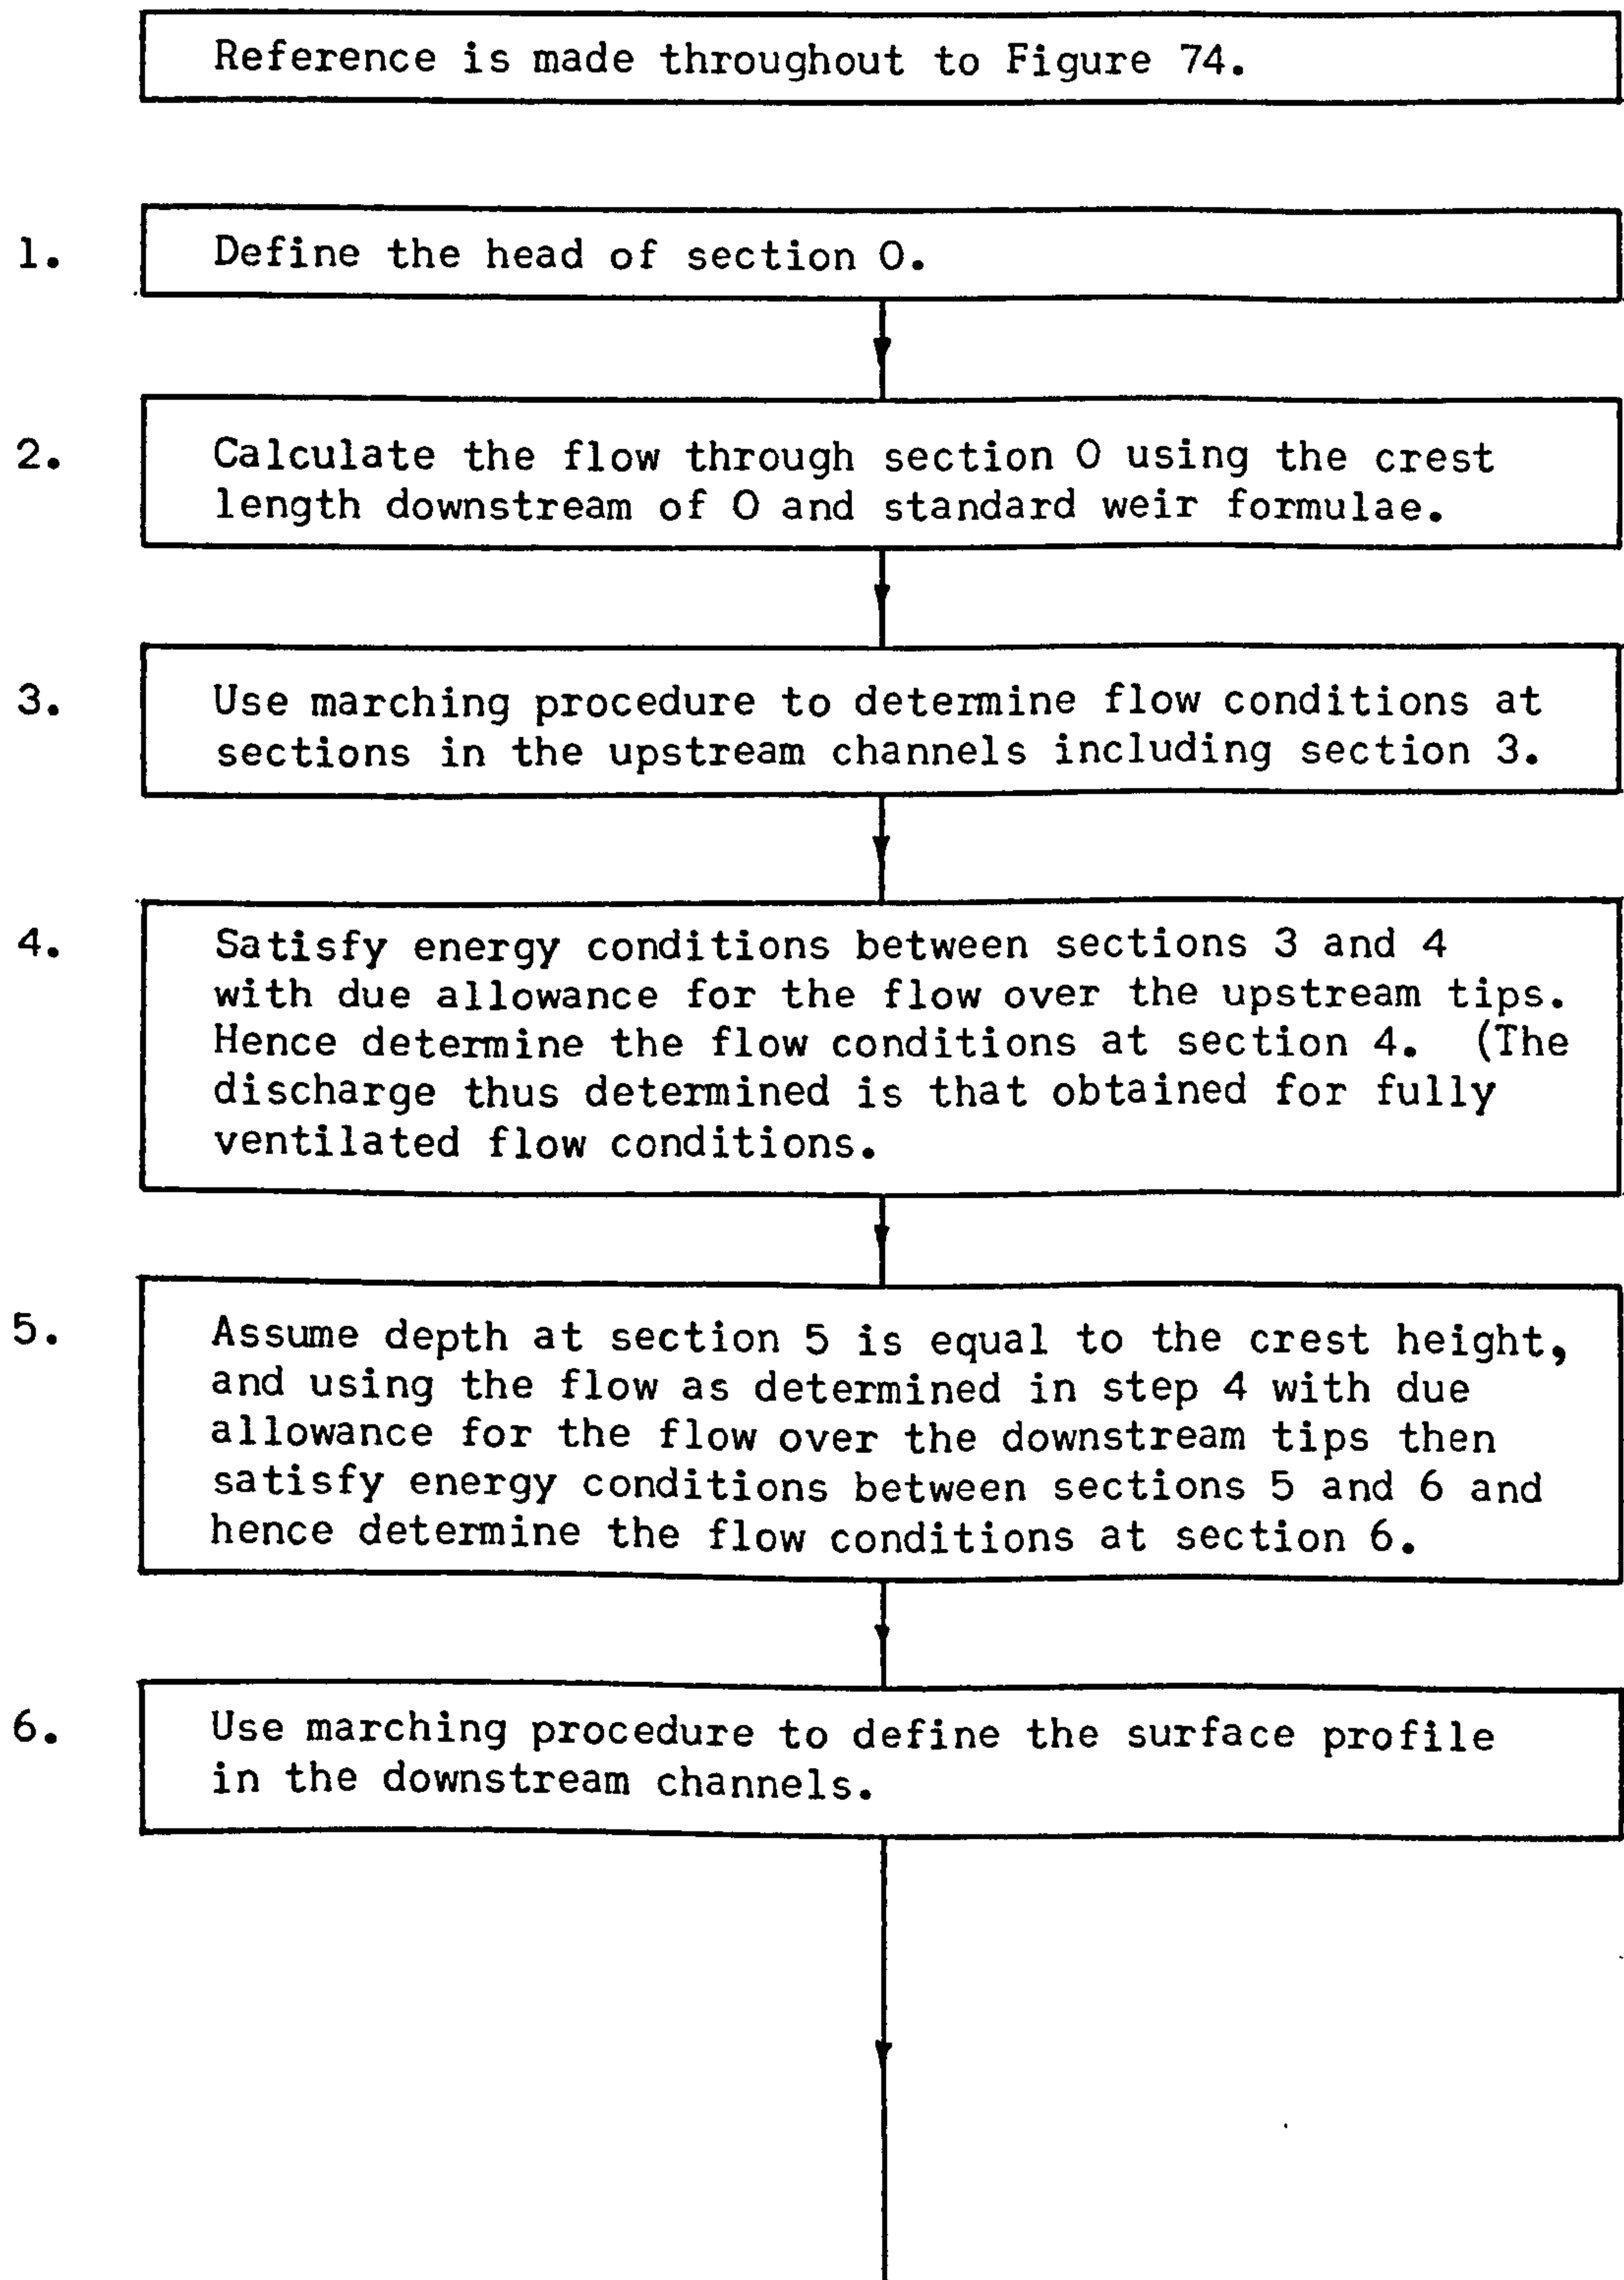 Reference is made throughout to Figure 74.
1.
Define the head of section O.
2.
Calculate the flow through section O using the crest
length downstream of O and standard weir formulae.
3.
Use marching procedure to determine flow conditions at
sections in the upstream channels including section 3.
4.
Satisfy energy conditions between sections 3 and 4
with due allowance for the flow over the upstream tips.
Hence determine the flow conditions at section 4. (The
discharge thus determined is that obtained for fully
ventilated flow conditions.
5.
Assume depth at section 5 is equal to the crest height,
and using the flow as determined in step 4 with due
allowance for the flow over the downstream tips then
satisfy energy conditions between sections 5 and 6 and
hence determine the flow conditions at section 6.
6.
Use marching procedure to define the surface profile
in the downstream channels.